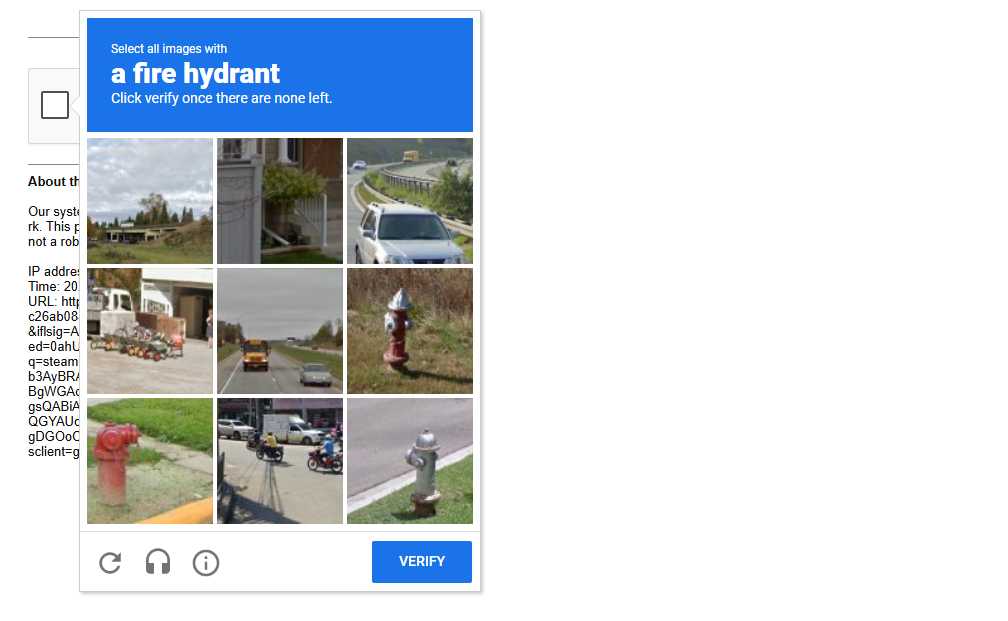 Select all images with
a fire hydrant
Click verify once there are none left.
About th
Our syste
rk. This p
not a rob
IP addres
Time: 20
URL: http
c26ab08
&iflsig=A
ed=0ahU
q=steam
b3AyBRA
BgWGAc
gsQABiA
QGYAUc
gDGOoC
sclient=g
VERIFY